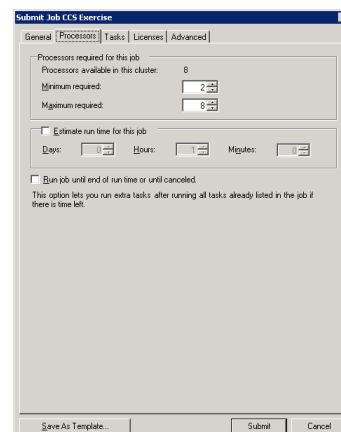 Submit Job CCS Exercise
General Processors Tasks Licenses Advanced
Processors required for this job
Processors available in this cluster: 8
Minimum required: 2
Maximum required: 8
Estimate run time for this job
Days: 0 Hours: 1 Minutes: 0
Run job until end of run time or until canceled.
This option lets you run extra tasks after running all tasks already listed in the job if
there is time left.
Save As Template... Submit Cancel